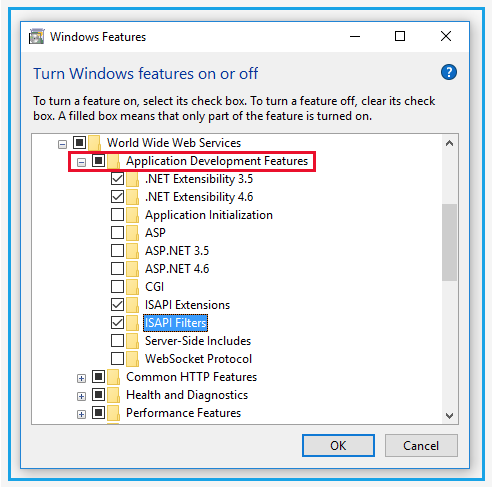 Windows Features
Turn Windows features on or off
?
To turn a feature on, select its check box. To turn a feature off, clear its check
box. A filled box means that only part of the feature is turned on.
World Wide Web Services
Application Development Features
.NET Extensibility 3.5
.NET Extensibility 4.6
Application Initialization
ASP
ASP.NET 3.5
ASP.NET 4.6
CGI
ISAPI Extensions
ISAPI Filters
Server-Side Includes
WebSocket Protocol
Common HTTP Features
Health and Diagnostics
Performance Features
OK
Cancel